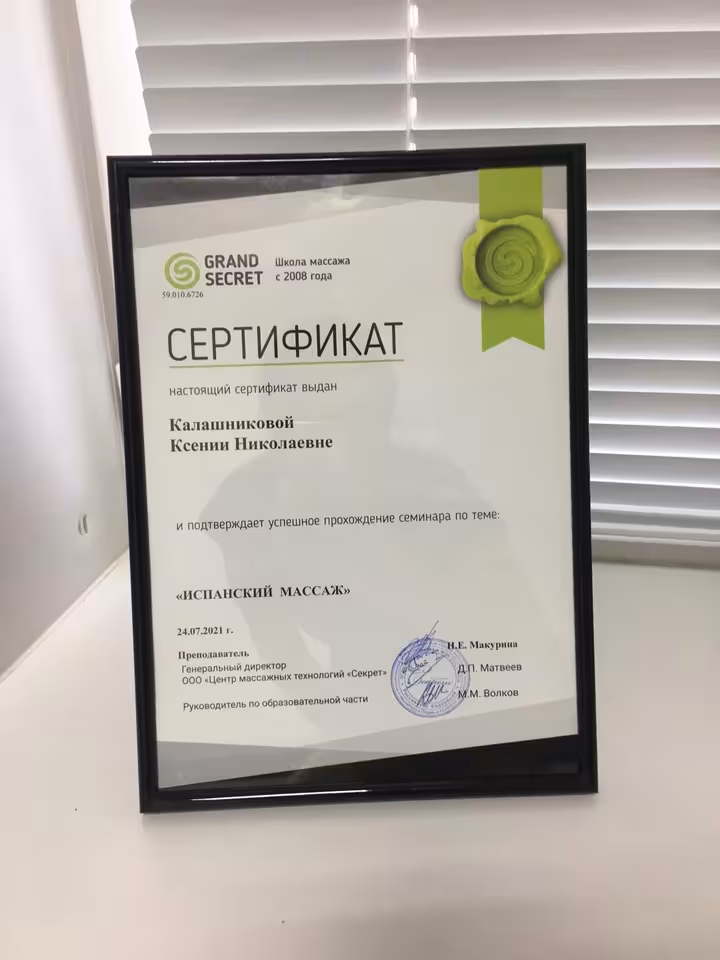 GRAND
SECRET
Школа массажа
с 2008 года
59.010.6726
СЕРТИФИКАТ
настоящий сертификат выдан
Калашниковой
Ксении Николаевне
и подтверждает успешное прохождение семинара по теме:
«ИСПАНСКИЙ МАССАЖ»
24.07.2021 г.
Преподаватель Н.Е. Макурина
Генеральный директор
ООО «Центр массажных технологий «Секрет» Д.П. Матвеев
Руководитель по образовательной части М.М. Волков